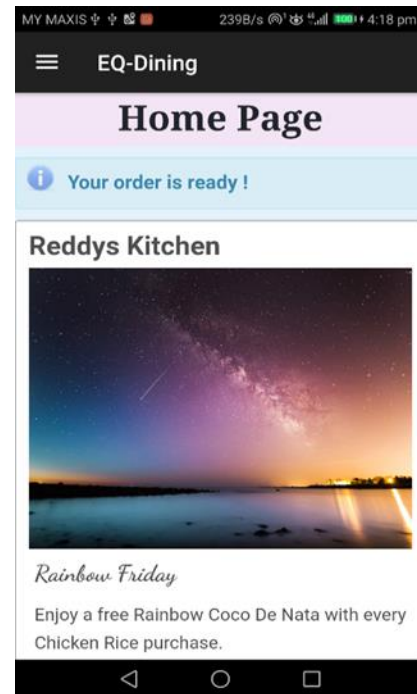 MY MAXIS 239B/s 4G 100 4:18 pm
EQ-Dining
Home Page
Your order is ready !
Reddys Kitchen
Rainbow Friday
Enjoy a free Rainbow Coco De Nata with every
Chicken Rice purchase.